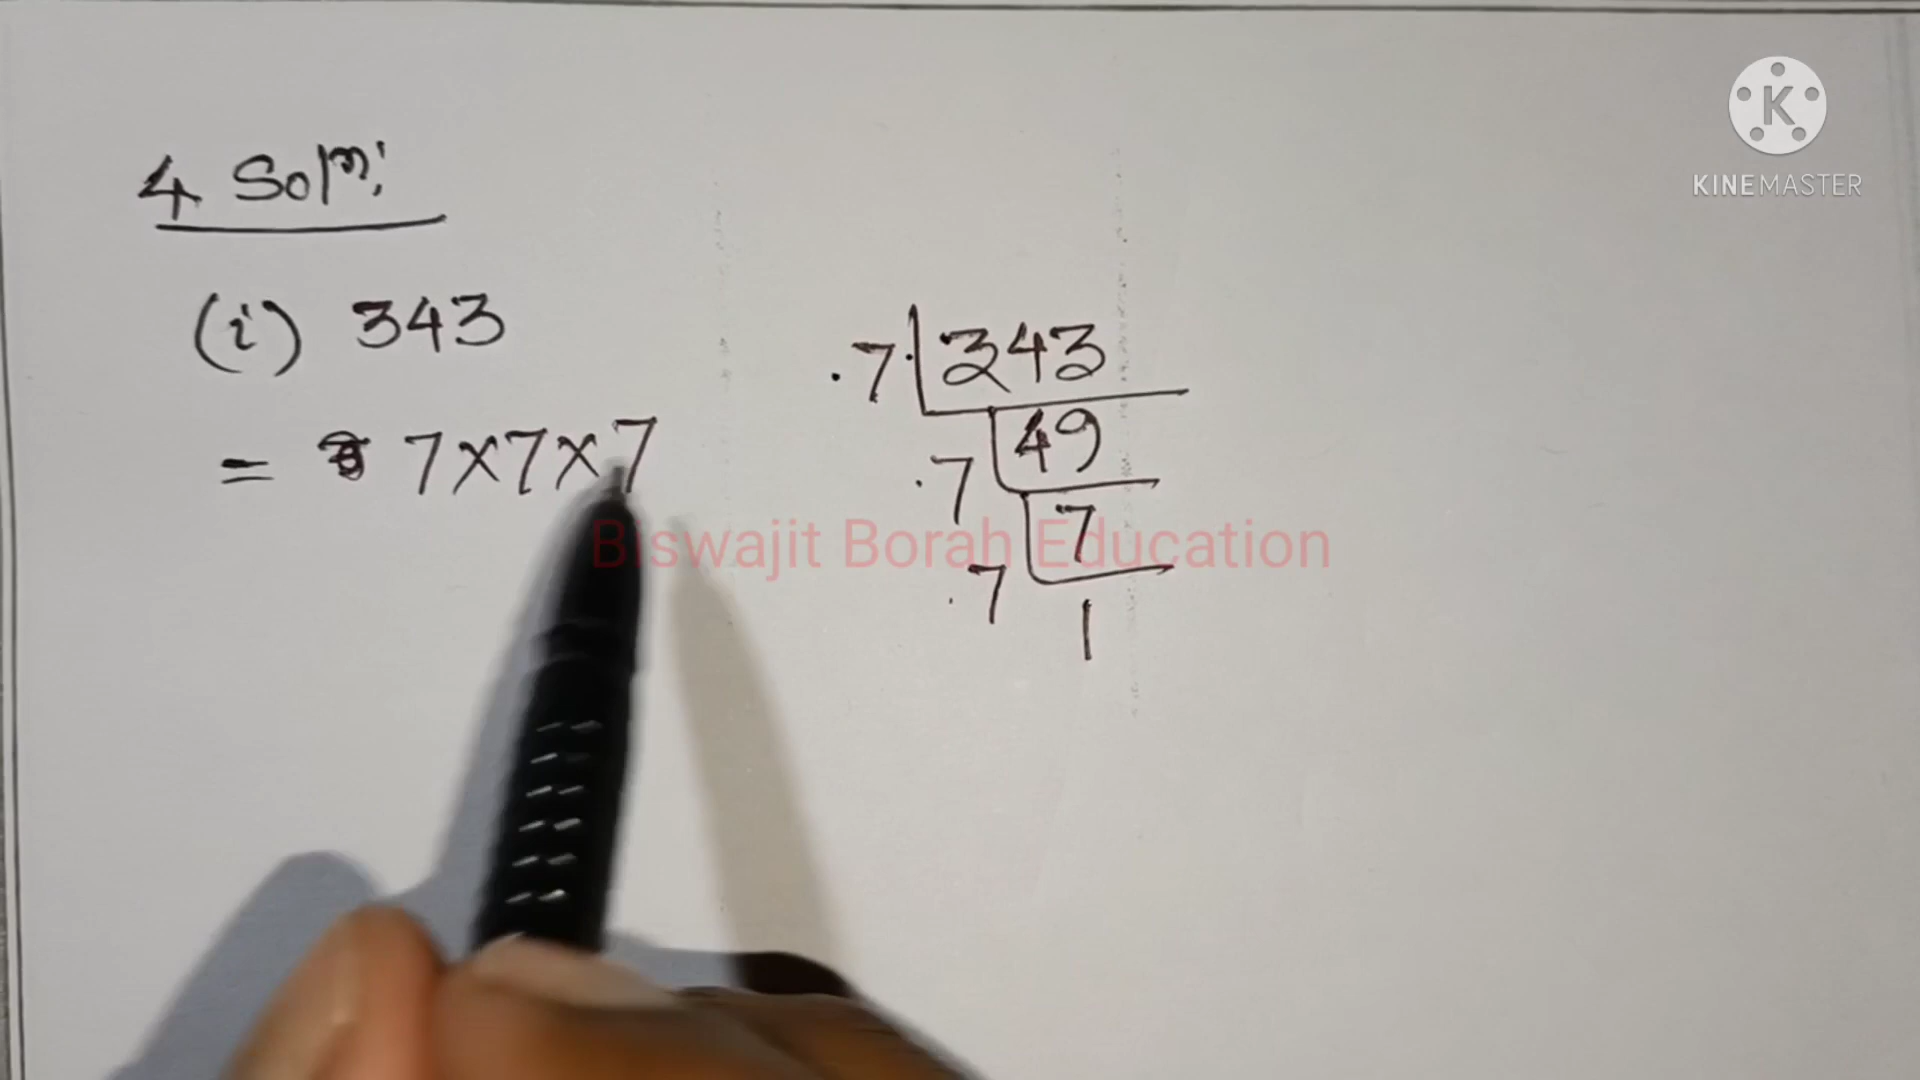 4 Soln:
(i) 343
= 7×7×7
7 343
7 49
7 7
1
K
KINEMASTER
Biswajit Borah Education